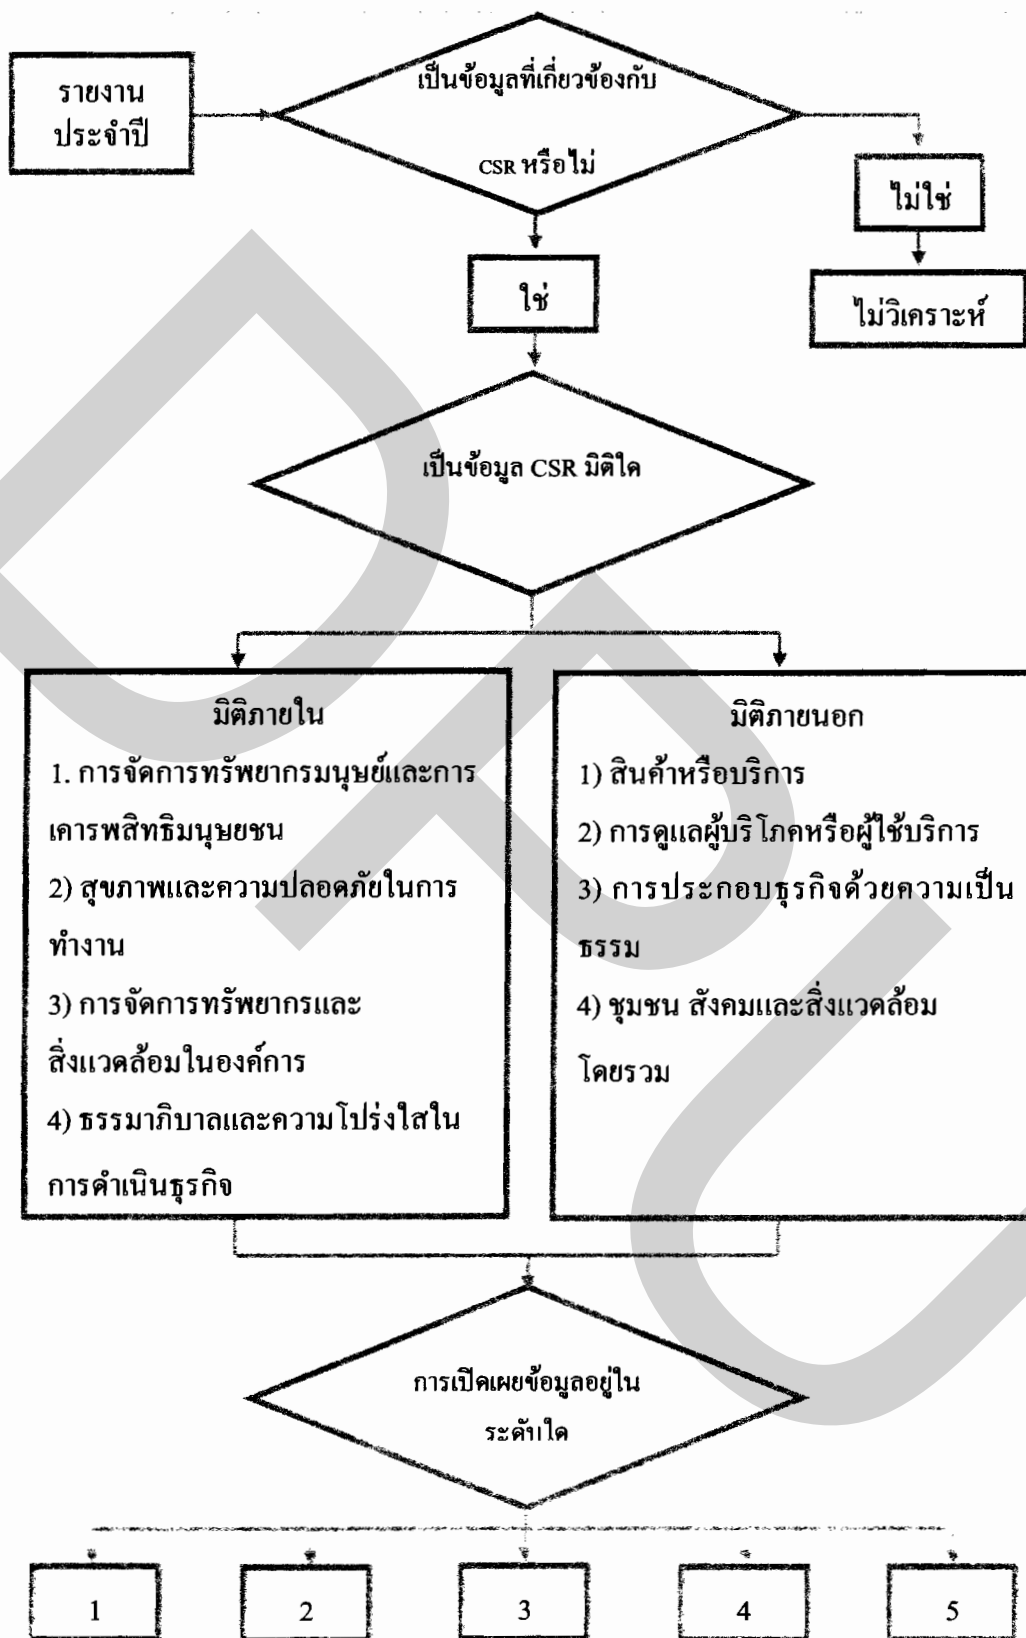 รายงาน
ประจำปี
เป็นข้อมูลที่เกี่ยวข้องกับ
CSR หรือไม่
ไม่ใช่
ใช่
ไม่วิเคราะห์
เป็นข้อมูล CSR มิติใด
มิติภายใน
1. การจัดการทรัพยากรมนุษย์และการ
เคารพสิทธิมนุษยชน
2) สุขภาพและความปลอดภัยในการ
ทำงาน
3) การจัดการทรัพยากรและ
สิ่งแวดล้อมในองค์การ
4) ธรรมาภิบาลและความโปร่งใสใน
การดำเนินธุรกิจ
มิติภายนอก
1) สินค้าหรือบริการ
2) การดูแลผู้บริโภคหรือผู้ใช้บริการ
3) การประกอบธุรกิจด้วยความเป็น
ธรรม
4) ชุมชน สังคมและสิ่งแวดล้อม
โดยรวม
การเปิดเผยข้อมูลอยู่ใน
ระดับใด
1
2
3
4
5
DPU